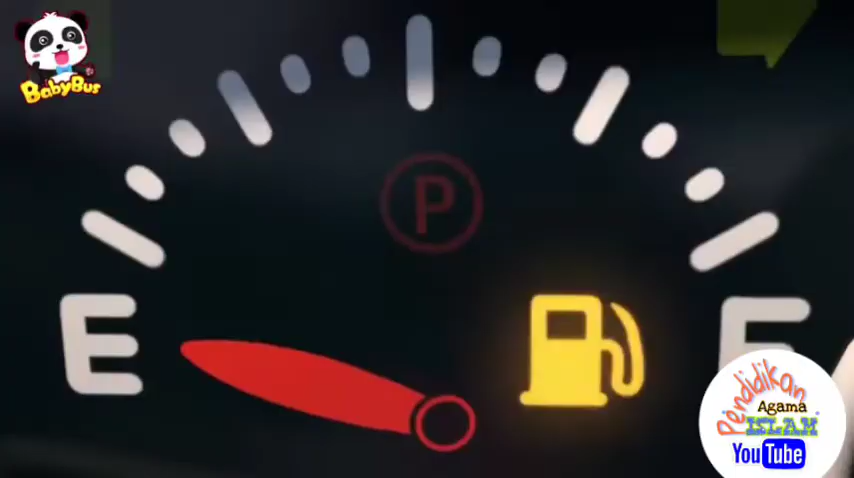 BabyBus
P
E
F
Pendidikan
Agama
ISLAM
YouTube